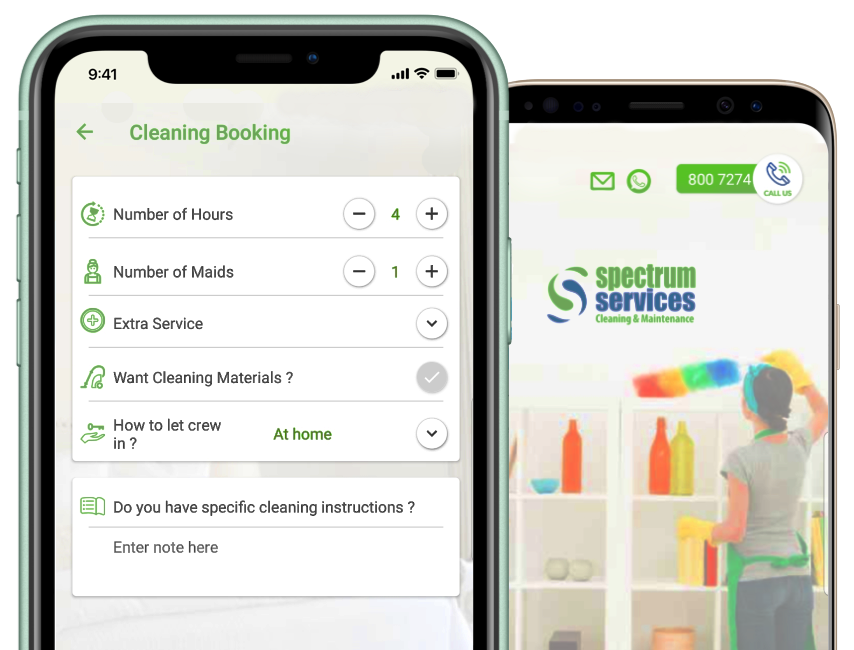 9:41
Cleaning Booking
Number of Hours
4
Number of Maids
1
Extra Service
Want Cleaning Materials ?
How to let crew
in ?
At home
Do you have specific cleaning instructions ?
Enter note here
800 7274
CALL US
spectrum
services
Cleaning & Maintenance